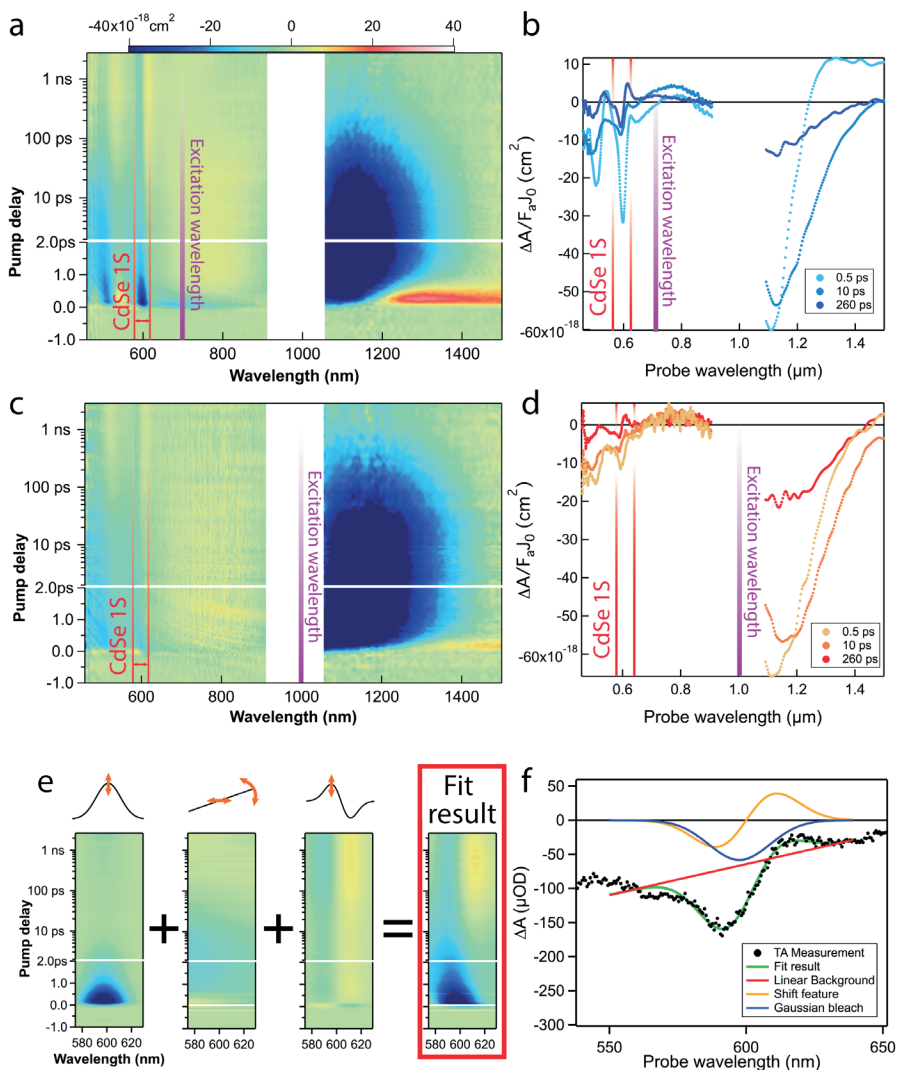 a
-40x10⁻¹⁸cm²
-20
0
20
40
1 ns
100 ps
10 ps
2.0ps
1.0
0.0
-1.0
Pump delay
CdSe 1S
Excitation wavelength
600
800
1000
1200
1400
Wavelength (nm)
b
10
0
-10
-20
-30
-40
-50
-60x10⁻¹⁸
ΔA/FₐJ₀ (cm²)
CdSe 1S
Excitation wavelength
0.5 ps
10 ps
260 ps
0.6
0.8
1.0
1.2
1.4
Probe wavelength (µm)
c
1 ns
100 ps
10 ps
2.0ps
1.0
0.0
-1.0
Pump delay
CdSe 1S
Excitation wavelength
600
800
1000
1200
1400
Wavelength (nm)
d
0
-10
-20
-30
-40
-50
-60x10⁻¹⁸
ΔA/FₐJ₀ (cm²)
CdSe 1S
Excitation wavelength
0.5 ps
10 ps
260 ps
0.6
0.8
1.0
1.2
1.4
Probe wavelength (µm)
e
Fit
result
1 ns
100 ps
10 ps
2.0ps
1.0
0.0
-1.0
Pump delay
+
+
=
580 600 620
580 600 620
580 600 620
580 600 620
Wavelength (nm)
f
50
0
-50
-100
-150
-200
-250
-300
ΔA (µOD)
TA Measurement
Fit result
Linear Background
Shift feature
Gaussian bleach
550
600
650
Probe wavelength (nm)